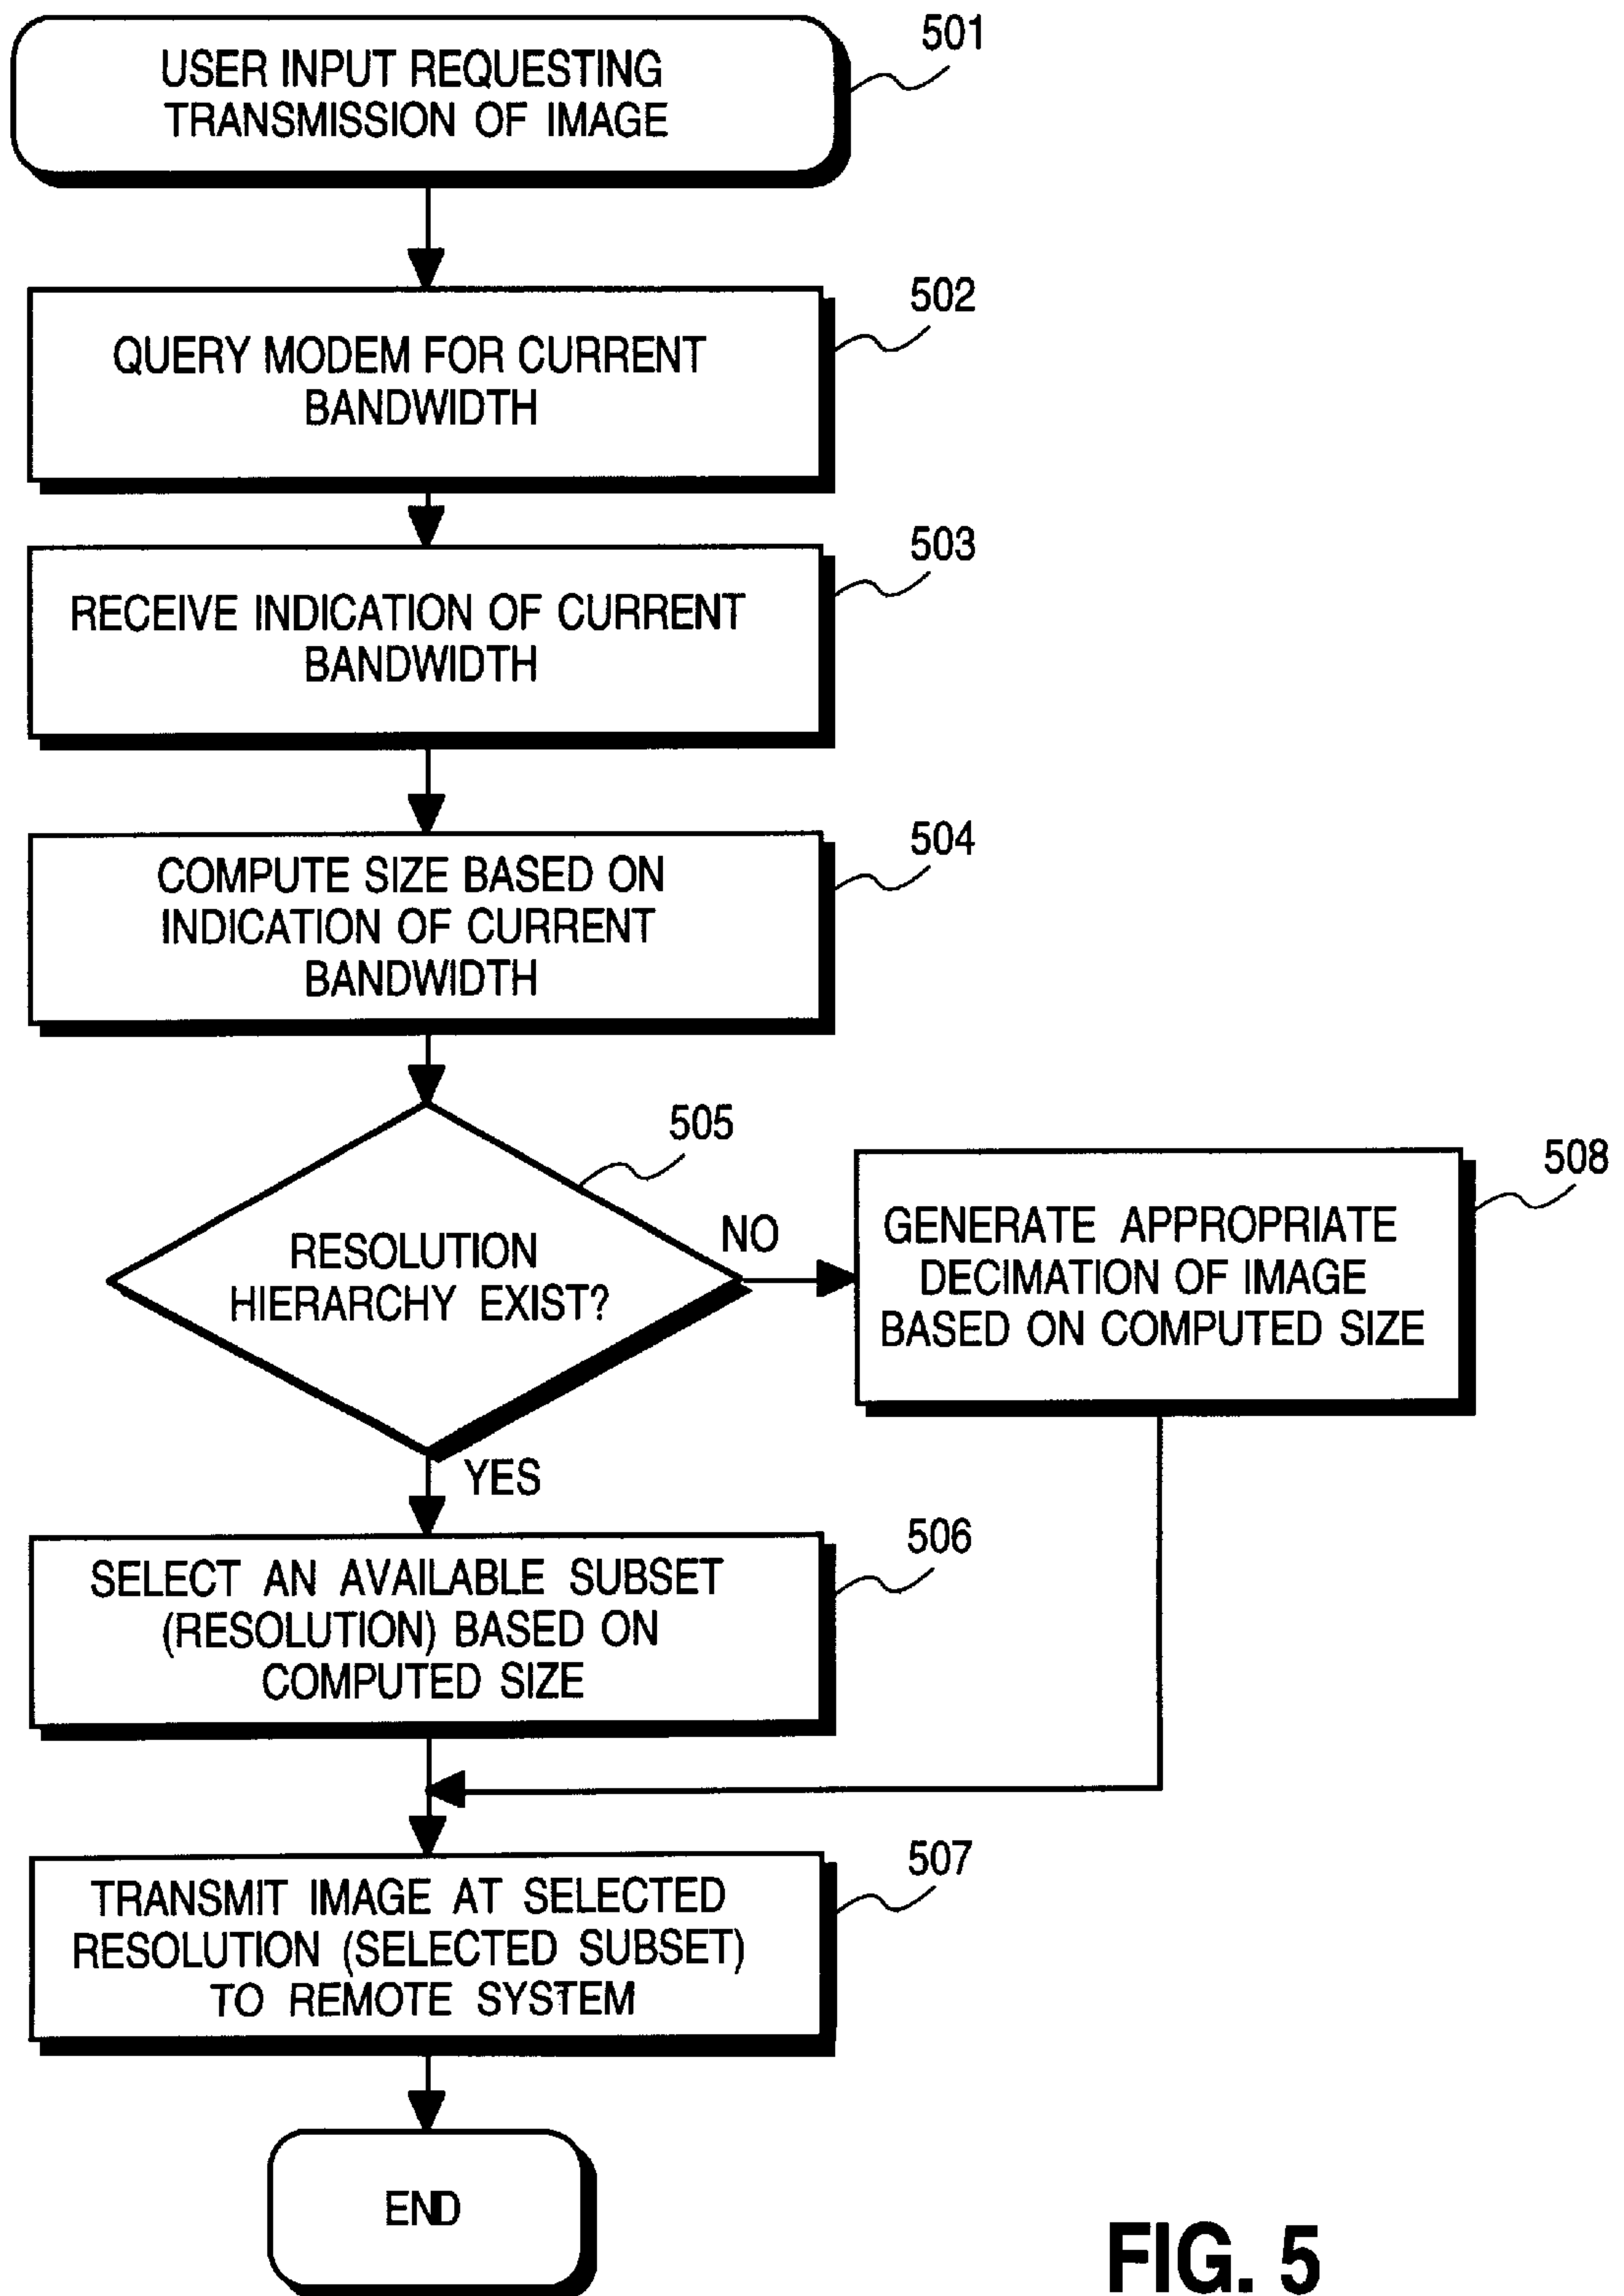 USER INPUT REQUESTING
TRANSMISSION OF IMAGE
501
QUERY MODEM FOR CURRENT
BANDWIDTH
502
RECEIVE INDICATION OF CURRENT
BANDWIDTH
503
COMPUTE SIZE BASED ON
INDICATION OF CURRENT
BANDWIDTH
504
RESOLUTION
HIERARCHY EXIST?
505
NO
GENERATE APPROPRIATE
DECIMATION OF IMAGE
BASED ON COMPUTED SIZE
508
YES
SELECT AN AVAILABLE SUBSET
(RESOLUTION) BASED ON
COMPUTED SIZE
506
TRANSMIT IMAGE AT SELECTED
RESOLUTION (SELECTED SUBSET)
TO REMOTE SYSTEM
507
END
FIG. 5